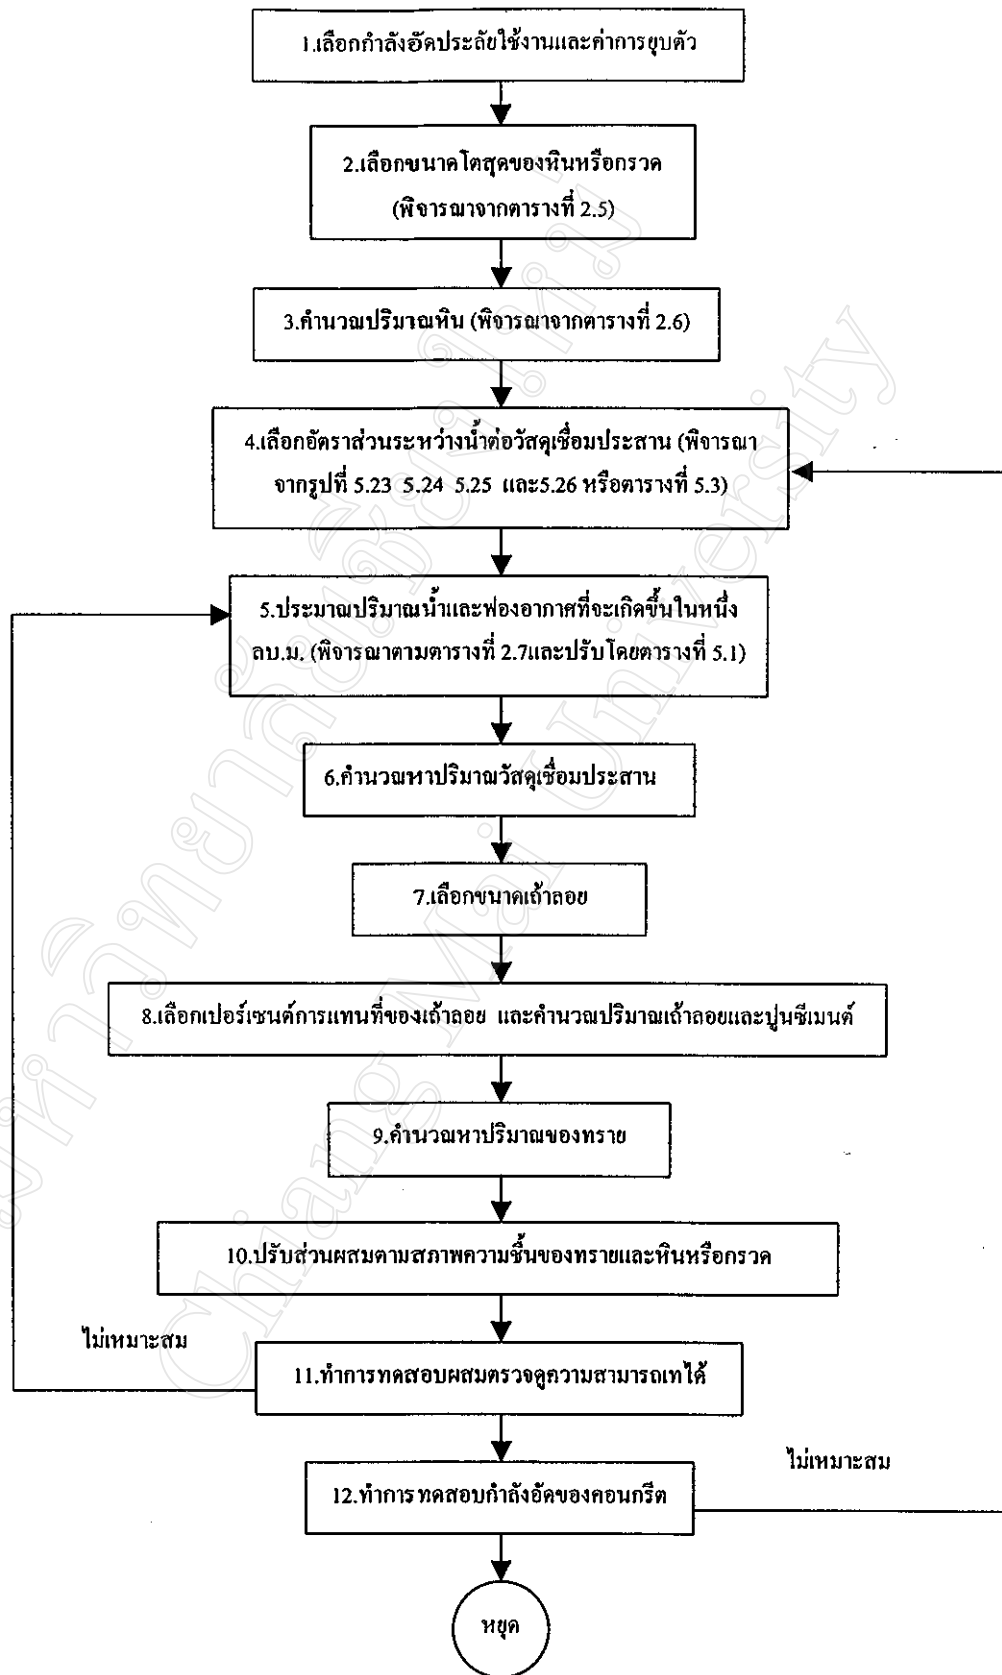 1.เลือกกำลังอัดประลัยใช้งานและค่าการยุบตัว
2.เลือกขนาดโตสุดของหินหรือกรวด
(พิจารณาจากตารางที่ 2.5)
3.คำนวณปริมาณหิน (พิจารณาจากตารางที่ 2.6)
4.เลือกอัตราส่วนระหว่างน้ำต่อวัสดุเชื่อมประสาน (พิจารณา
จากรูปที่ 5.23 5.24 5.25 และ5.26 หรือตารางที่ 5.3)
5.ประมาณปริมาณน้ำและฟองอากาศที่จะเกิดขึ้นในหนึ่ง
ลบ.ม. (พิจารณาตามตารางที่ 2.7และปรับโดยตารางที่ 5.1)
6.คำนวณหาปริมาณวัสดุเชื่อมประสาน
7.เลือกขนาดเถ้าลอย
8.เลือกเปอร์เซนต์การแทนที่ของเถ้าลอย และคำนวณปริมาณเถ้าลอยและปูนซีเมนต์
9.คำนวณหาปริมาณของทราย
10.ปรับส่วนผสมตามสภาพความชื้นของทรายและหินหรือกรวด
ไม่เหมาะสม
11.ทำการทดสอบผสมตรวจดูความสามารถเทได้
ไม่เหมาะสม
12.ทำการทดสอบกำลังอัดของคอนกรีต
หยุด
มหาวิทยาลัยเชียงใหม่
Chiang Mai University